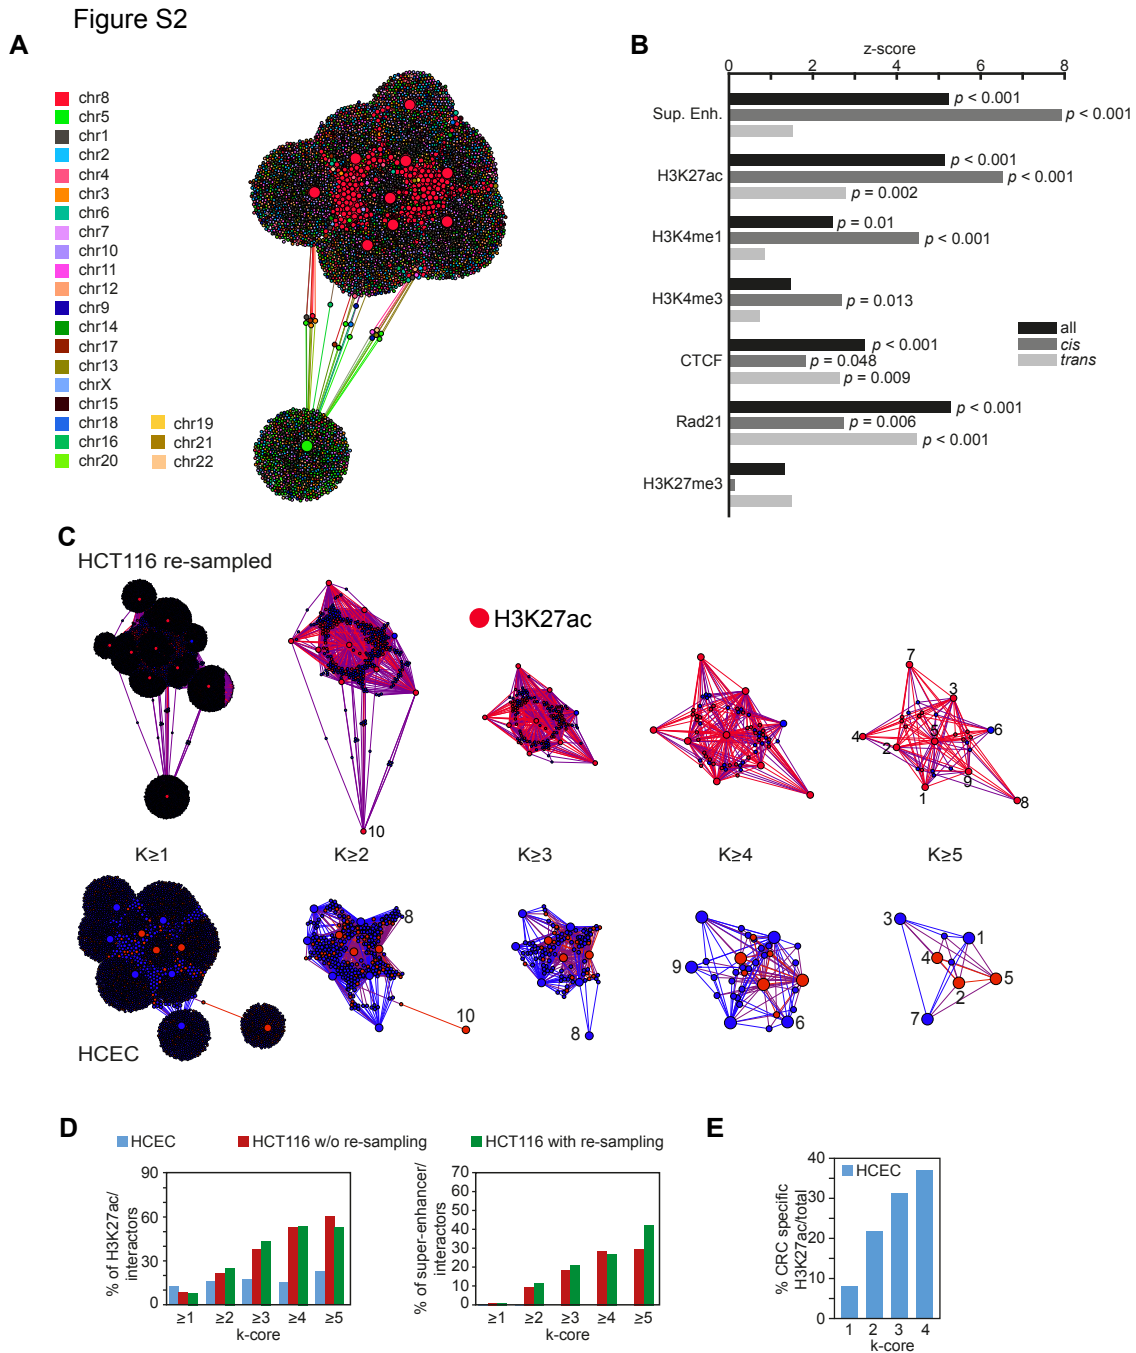 Figure S2
A
chr8
chr5
chr1
chr2
chr4
chr3
chr6
chr7
chr10
chr11
chr12
chr9
chr14
chr17
chr13
chrX
chr15
chr18
chr16
chr20
chr19
chr21
chr22
B
z-score
0 2 4 6 8
Sup. Enh.
p < 0.001
p < 0.001
H3K27ac
p < 0.001
p < 0.001
p = 0.002
H3K4me1
p = 0.01
p < 0.001
H3K4me3
p = 0.013
CTCF
p < 0.001
p = 0.048
p = 0.009
Rad21
p < 0.001
p = 0.006
p < 0.001
H3K27me3
all
cis
trans
C
HCT116 re-sampled
H3K27ac
10
7
3
4
5
6
2
9
1
8
K≥1 K≥2 K≥3 K≥4 K≥5
8
10
8
9
6
3
1
4
5
2
7
HCEC
D
HCEC
HCT116 w/o re-sampling
HCT116 with re-sampling
% of H3K27ac/
interactors
90
60
30
0
≥1 ≥2 ≥3 ≥4 ≥5
k-core
% of super-enhancer/
interactors
70
60
50
40
30
20
10
0
≥1 ≥2 ≥3 ≥4 ≥5
k-core
E
HCEC
% CRC specific
H3K27ac/total
40
30
20
10
0
1 2 3 4
k-core